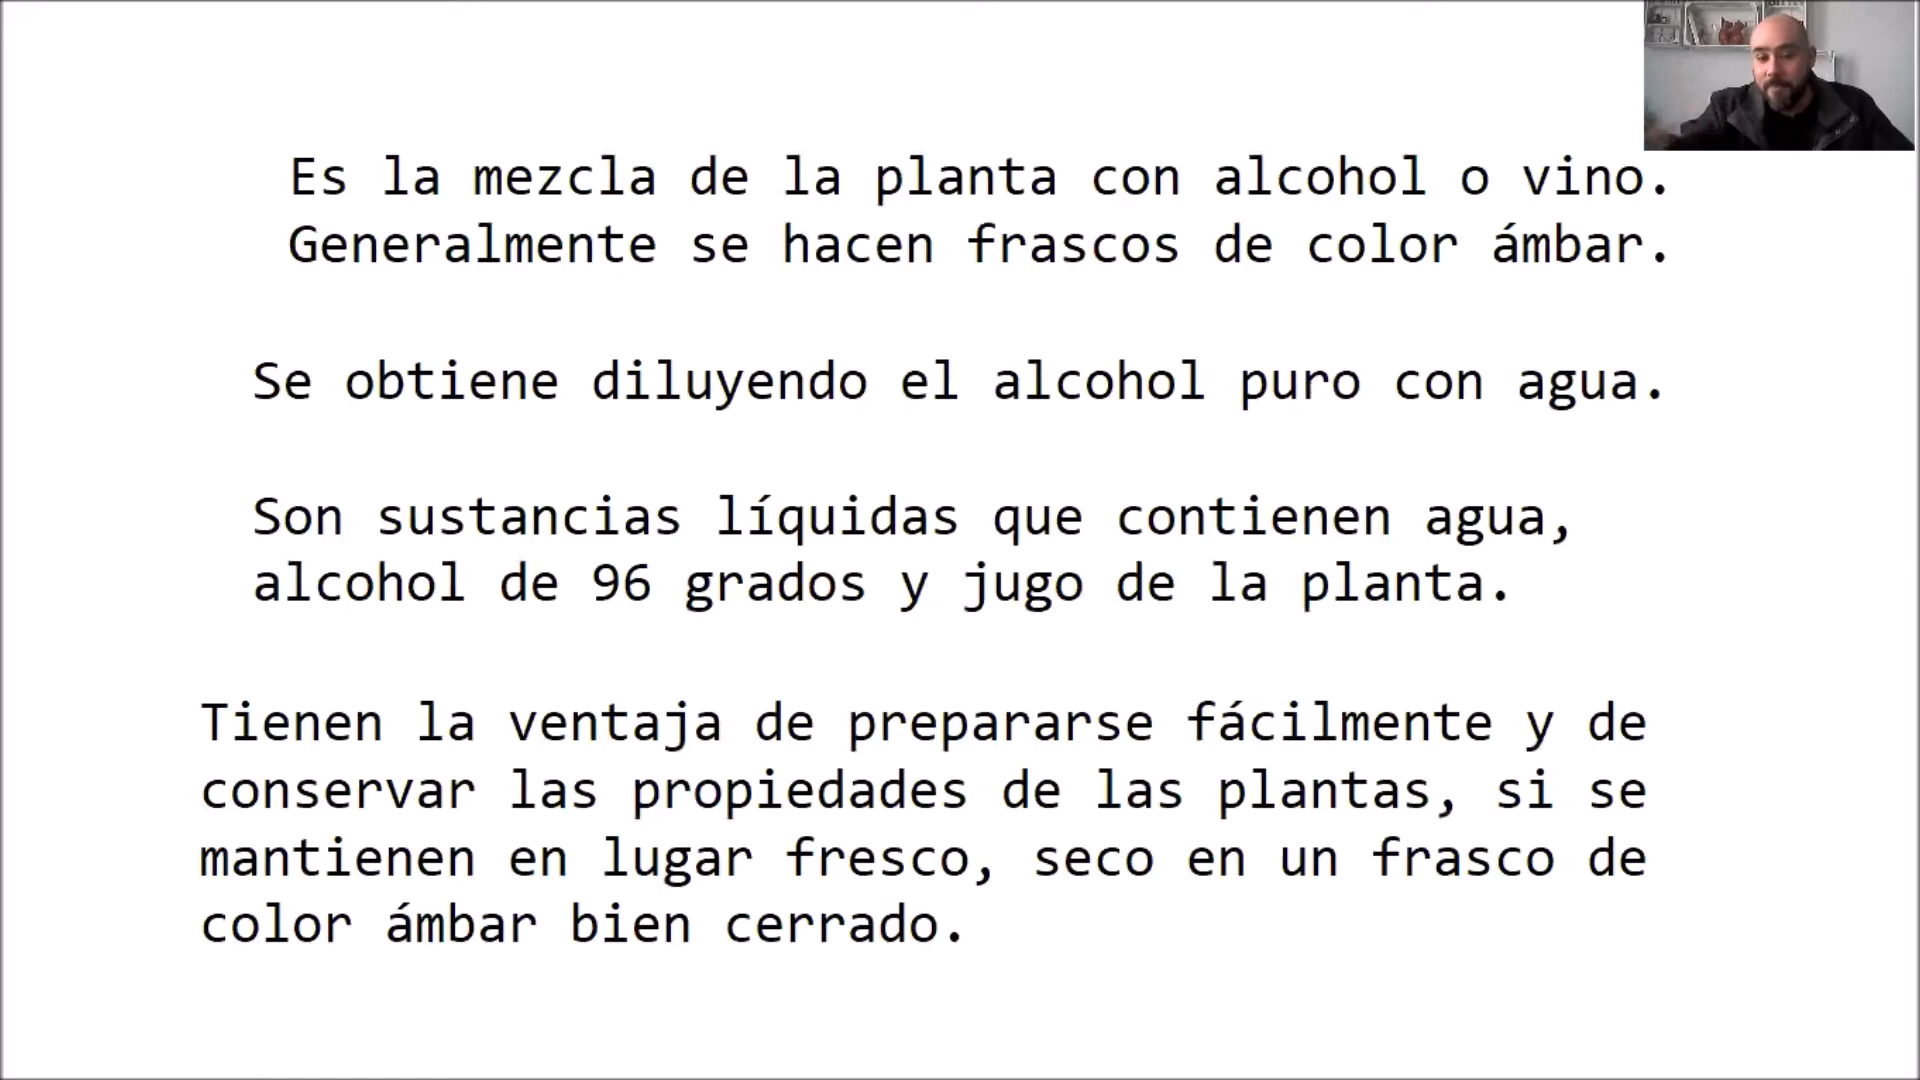 Es la mezcla de la planta con alcohol o vino.
Generalmente se hacen frascos de color ámbar.
Se obtiene diluyendo el alcohol puro con agua.
Son sustancias líquidas que contienen agua,
alcohol de 96 grados y jugo de la planta.
Tienen la ventaja de prepararse fácilmente y de
conservar las propiedades de las plantas, si se
mantienen en lugar fresco, seco en un frasco de
color ámbar bien cerrado.